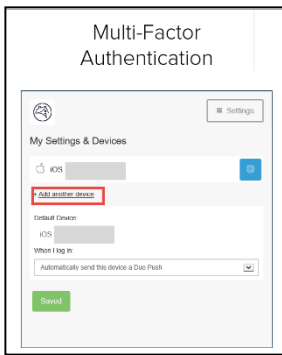 Multi-Factor
Authentication
Settings
My Settings & Devices
iOS
+ Add another device
Default Device:
iOS
When I log in:
Automatically send this device a Duo Push
Saved